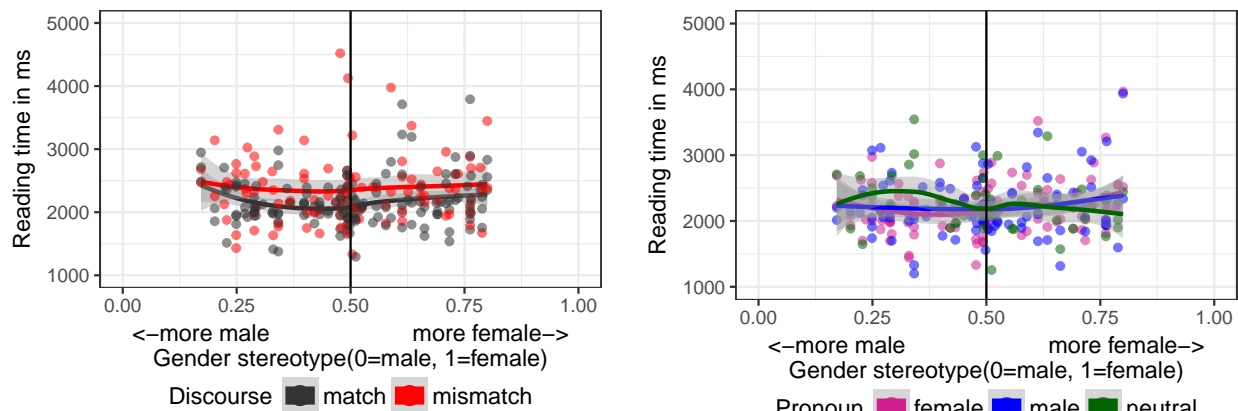 Reading time in ms
5000
4000
3000
2000
1000
0.00 0.25 0.50 0.75 1.00
<−more male more female−>
Gender stereotype(0=male, 1=female)
Discourse match mismatch
Reading time in ms
5000
4000
3000
2000
1000
0.00 0.25 0.50 0.75 1.00
<−more male more female−>
Gender stereotype(0=male, 1=female)
Pronoun female male neutral